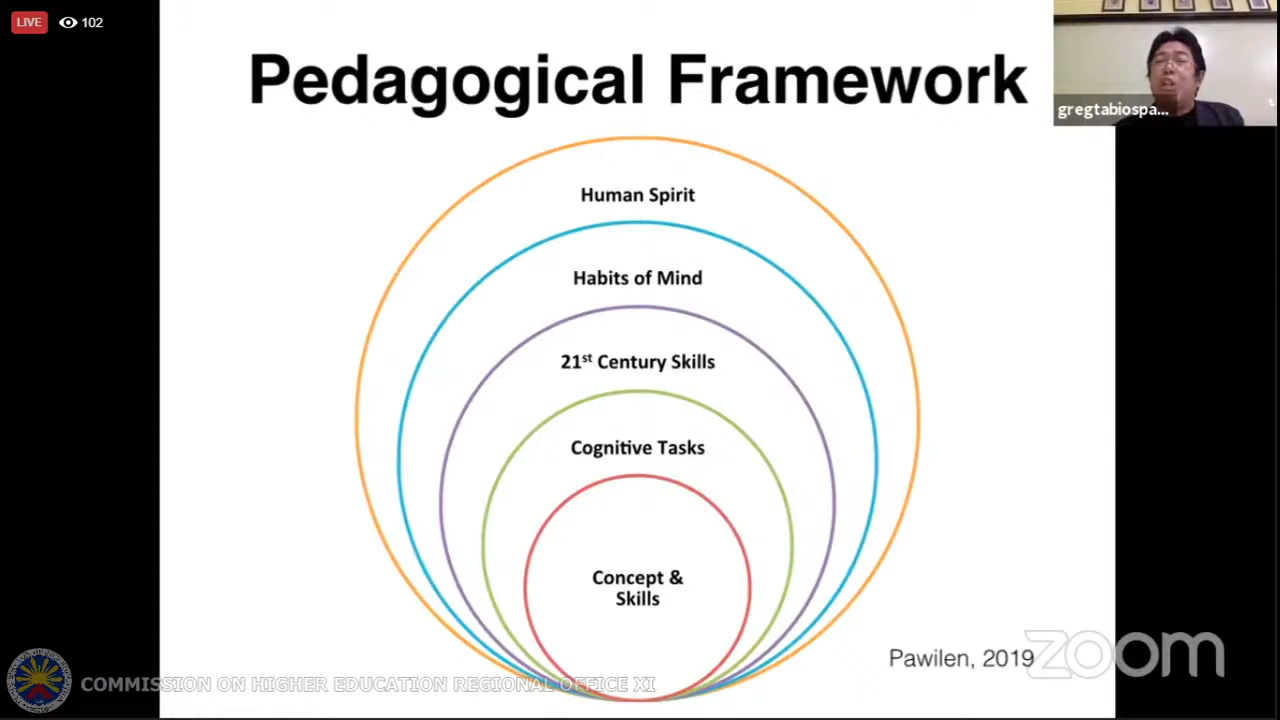 LIVE 102
Pedagogical Framework
gregtabiospa...
Human Spirit
Habits of Mind
21st Century Skills
Cognitive Tasks
Concept &
Skills
Pawilen, 2019
zoom
COMMISSION ON HIGHER EDUCATION REGIONAL OFFICE XI